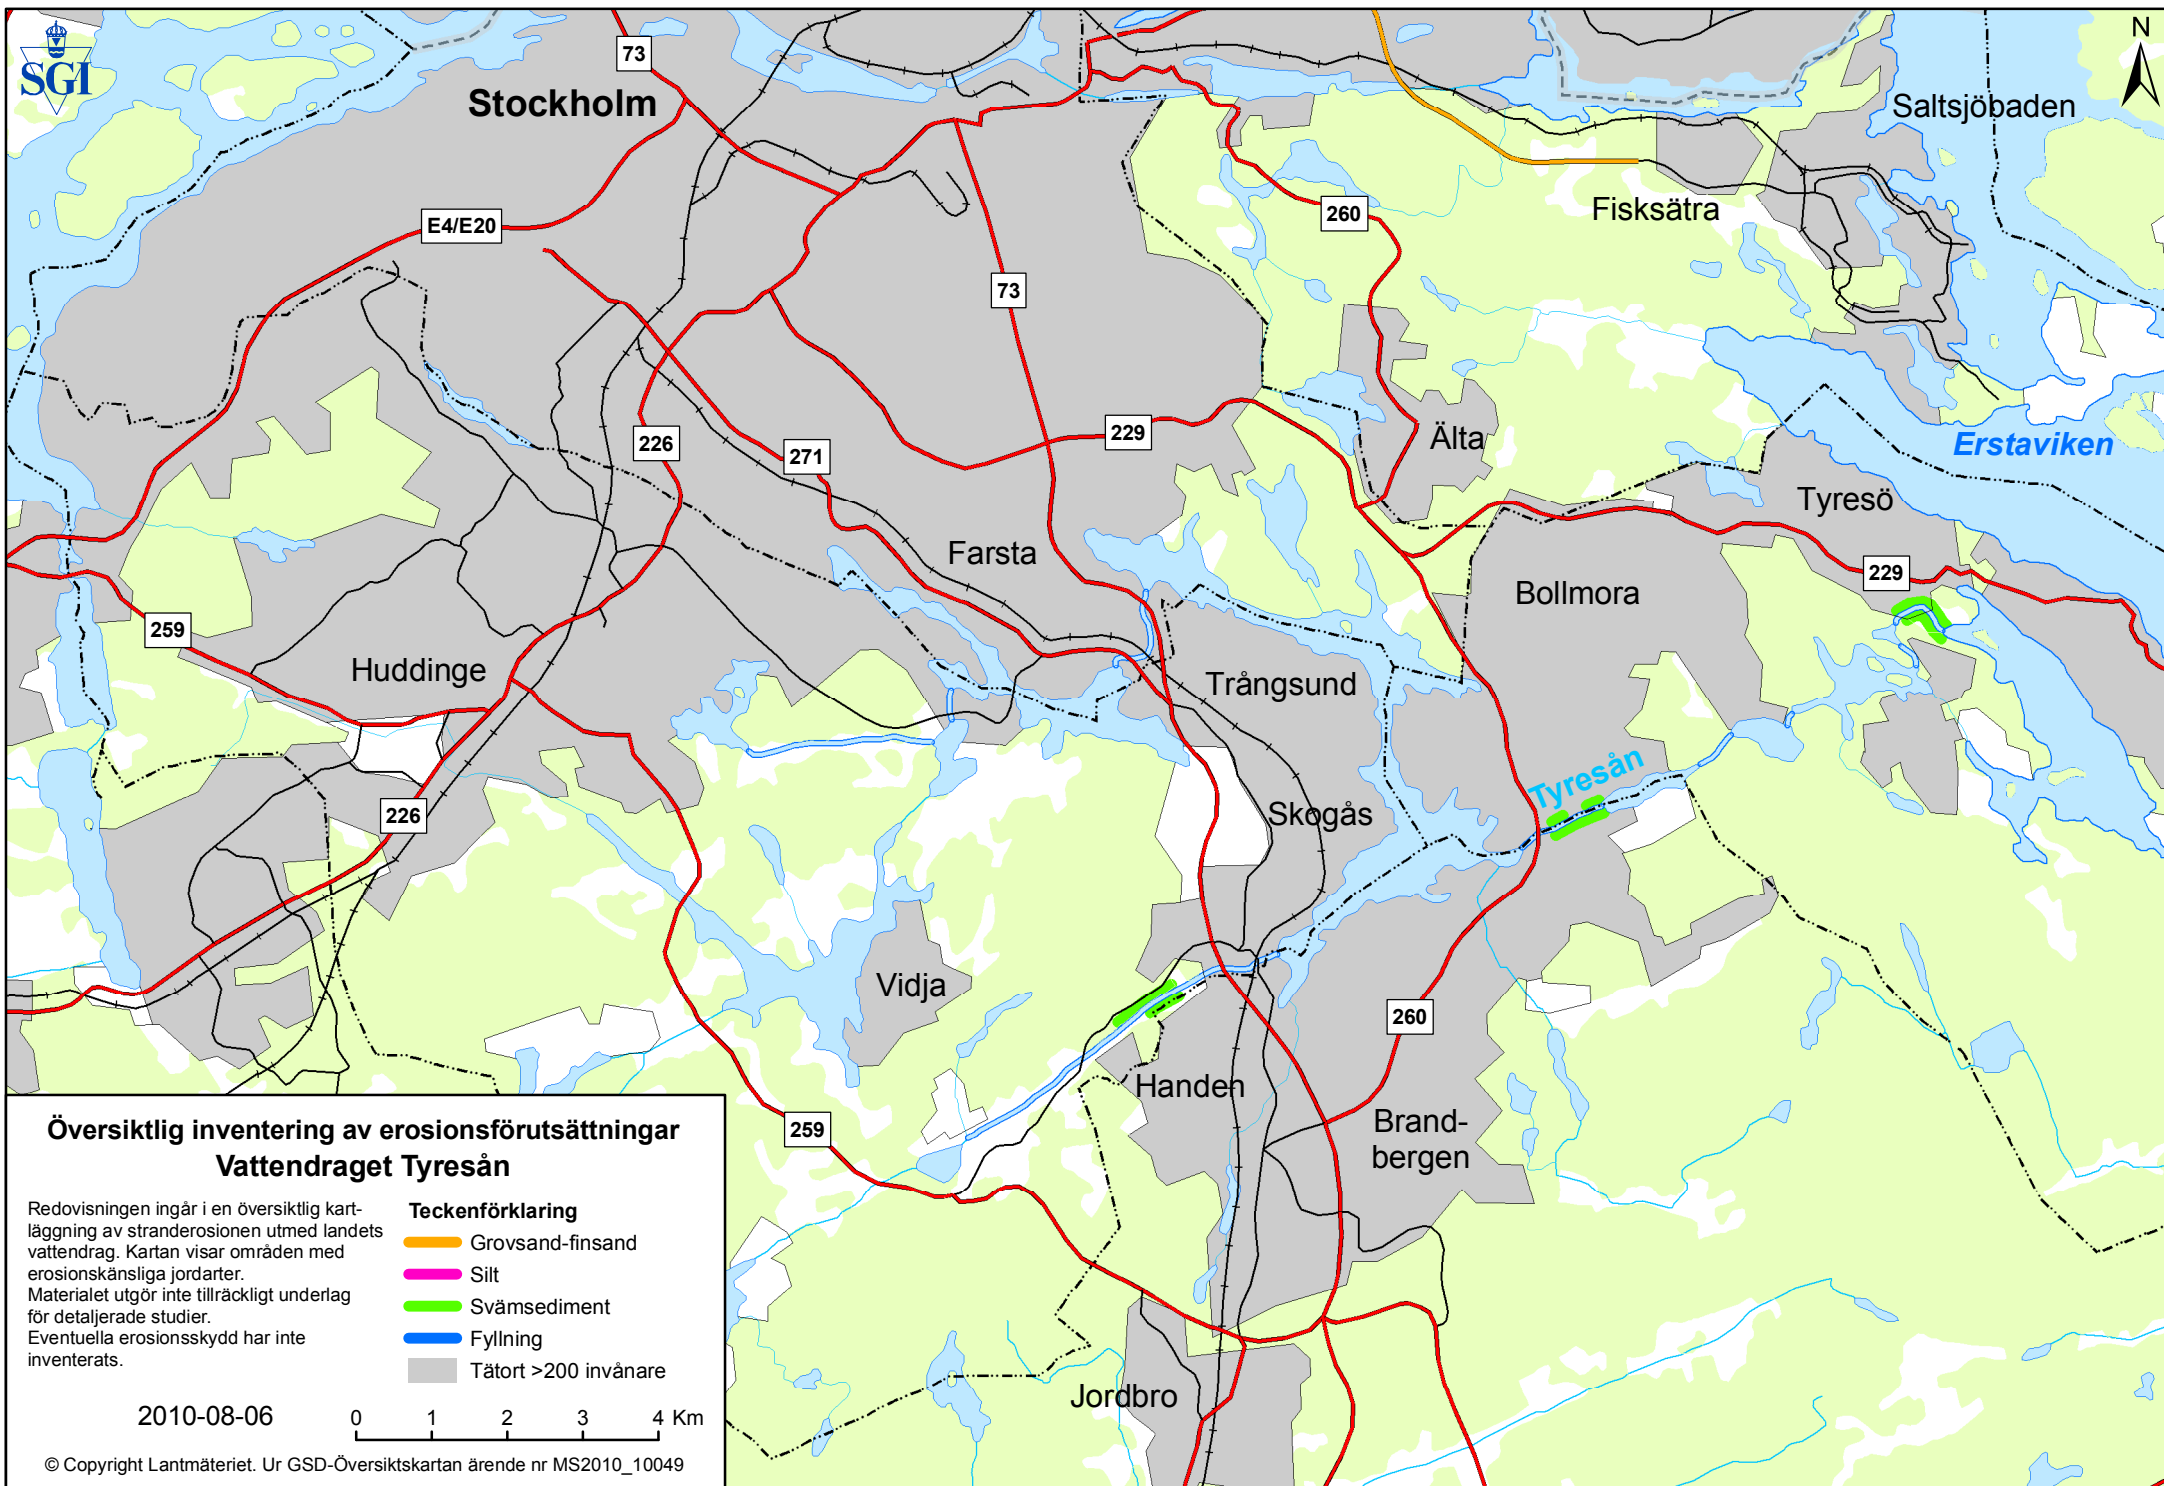 SGI
N
73
Stockholm
Saltsjöbaden
E4/E20
260
Fisksätra
73
226
271
229
Älta
Erstaviken
Tyresö
Farsta
229
Bollmora
259
Huddinge
Trångsund
Tyresån
226
Skogås
Vidja
260
Handen
259
Brand-
bergen
Jordbro
Översiktlig inventering av erosionsförutsättningar
Vattendraget Tyresån
Redovisningen ingår i en översiktlig kart-
läggning av stranderosionen utmed landets
vattendrag. Kartan visar områden med
erosionskänsliga jordarter.
Materialet utgör inte tillräckligt underlag
för detaljerade studier.
Eventuella erosionsskydd har inte
inventerats.
Teckenförklaring
Grovsand-finsand
Silt
Svämsediment
Fyllning
Tätort >200 invånare
2010-08-06
0 1 2 3 4 Km
© Copyright Lantmäteriet. Ur GSD-Översiktskartan ärende nr MS2010_10049